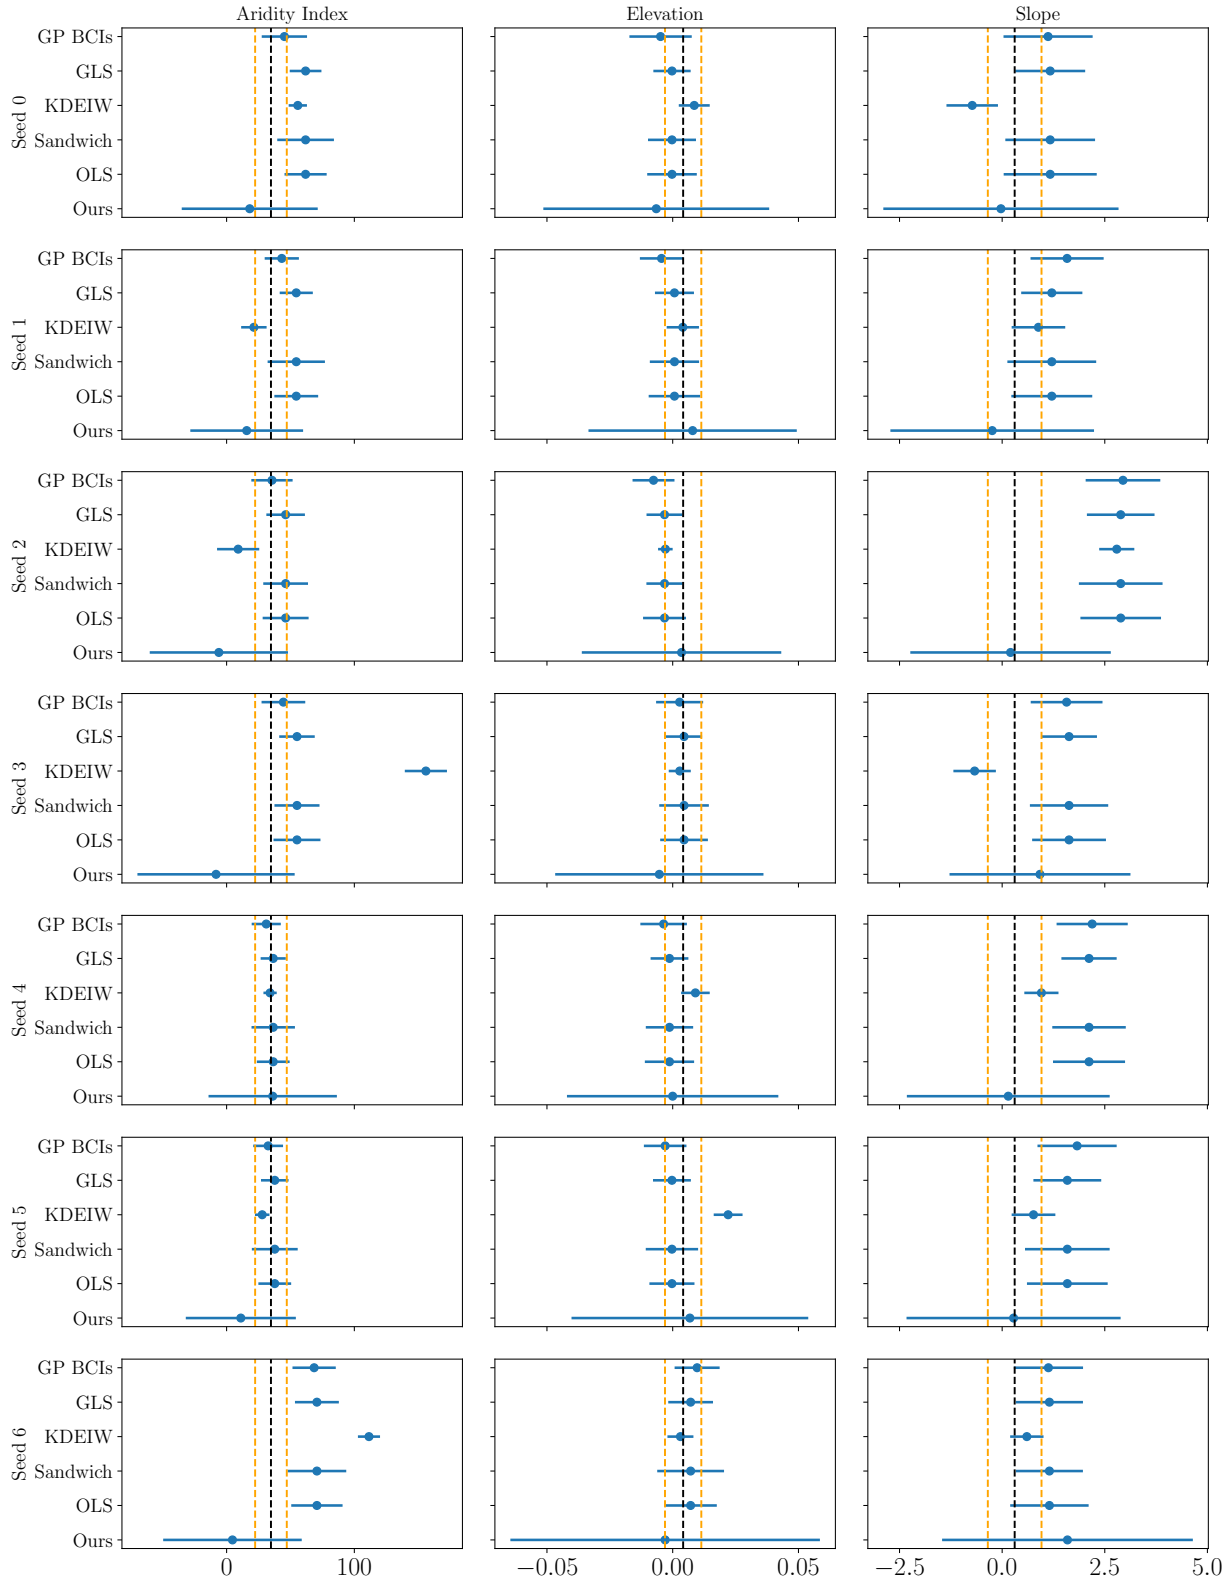 Aridity Index Elevation Slope
Seed 0
GP BCIs
GLS
KDEIW
Sandwich
OLS
Ours
Seed 1
GP BCIs
GLS
KDEIW
Sandwich
OLS
Ours
Seed 2
GP BCIs
GLS
KDEIW
Sandwich
OLS
Ours
Seed 3
GP BCIs
GLS
KDEIW
Sandwich
OLS
Ours
Seed 4
GP BCIs
GLS
KDEIW
Sandwich
OLS
Ours
Seed 5
GP BCIs
GLS
KDEIW
Sandwich
OLS
Ours
Seed 6
GP BCIs
GLS
KDEIW
Sandwich
OLS
Ours
0 100 −0.05 0.00 0.05 −2.5 0.0 2.5 5.0